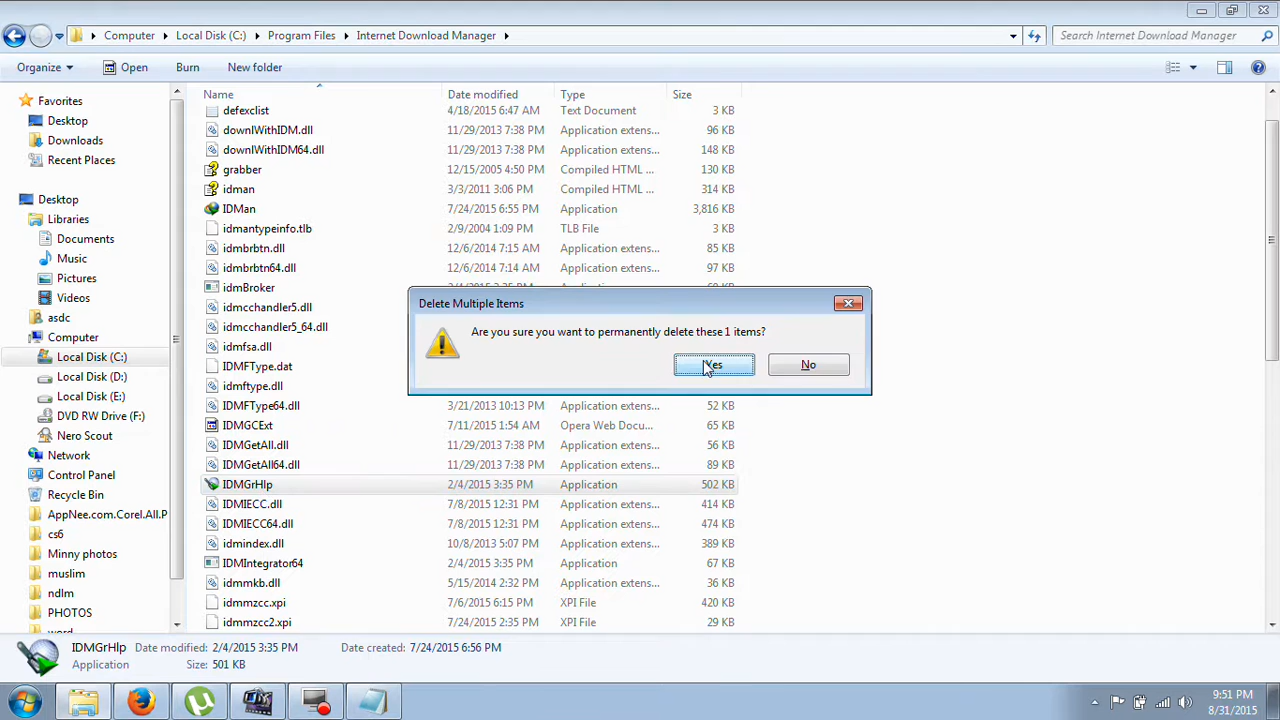 Computer Local Disk (C:) Program Files Internet Download Manager Search Internet Download Manager
Organize Open Burn New folder
Name Date modified Type Size
Favorites
Desktop
Downloads
Recent Places
Desktop
Libraries
Documents
Music
Pictures
Videos
asdc
Computer
Local Disk (C:)
Local Disk (D:)
Local Disk (E:)
DVD RW Drive (F:)
Nero Scout
Network
Control Panel
Recycle Bin
AppNee.com.Corel.All.P
cs6
Minny photos
muslim
ndlm
PHOTOS
word
defexclist 4/18/2015 6:47 AM Text Document 3 KB
downlWithIDM.dll 11/29/2013 7:38 PM Application extens... 96 KB
downlWithIDM64.dll 11/29/2013 7:38 PM Application extens... 148 KB
grabber 12/15/2005 4:50 PM Compiled HTML ... 130 KB
idman 3/3/2011 3:06 PM Compiled HTML ... 314 KB
IDMan 7/24/2015 6:55 PM Application 3,816 KB
idmantypeinfo.tlb 2/9/2004 1:09 PM TLB File 3 KB
idmbrbtn.dll 12/6/2014 7:15 AM Application extens... 85 KB
idmbrbtn64.dll 12/6/2014 7:14 AM Application extens... 97 KB
idmBroker
idmcchandler5.dll
idmcchandler5_64.dll
idmfsa.dll
IDMFType.dat
idmftype.dll
IDMFType64.dll 3/21/2013 10:13 PM Application extens... 52 KB
IDMGCExt 7/11/2015 1:54 AM Opera Web Docu... 65 KB
IDMGetAll.dll 11/29/2013 7:38 PM Application extens... 56 KB
IDMGetAll64.dll 11/29/2013 7:38 PM Application extens... 89 KB
IDMGrHlp 2/4/2015 3:35 PM Application 502 KB
IDMIECC.dll 7/8/2015 12:31 PM Application extens... 414 KB
IDMIECC64.dll 7/8/2015 12:31 PM Application extens... 474 KB
idmindex.dll 10/8/2013 5:07 PM Application extens... 389 KB
IDMIntegrator64 2/4/2015 3:35 PM Application 67 KB
idmmkb.dll 5/15/2014 2:32 PM Application extens... 36 KB
idmmzcc.xpi 7/6/2015 6:15 PM XPI File 420 KB
idmmzcc2.xpi 7/24/2015 2:35 PM XPI File 29 KB
Delete Multiple Items
Are you sure you want to permanently delete these 1 items?
Yes No
IDMGrHlp Date modified: 2/4/2015 3:35 PM Date created: 7/24/2015 6:56 PM
Application Size: 501 KB
9:51 PM
8/31/2015